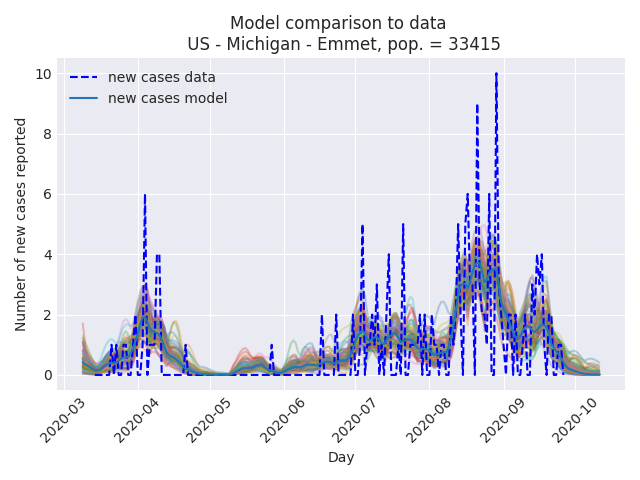 Model comparison to data
US - Michigan - Emmet, pop. = 33415
new cases data
new cases model
Number of new cases reported
10
8
6
4
2
0
2020-03
2020-04
2020-05
2020-06
2020-07
2020-08
2020-09
2020-10
Day